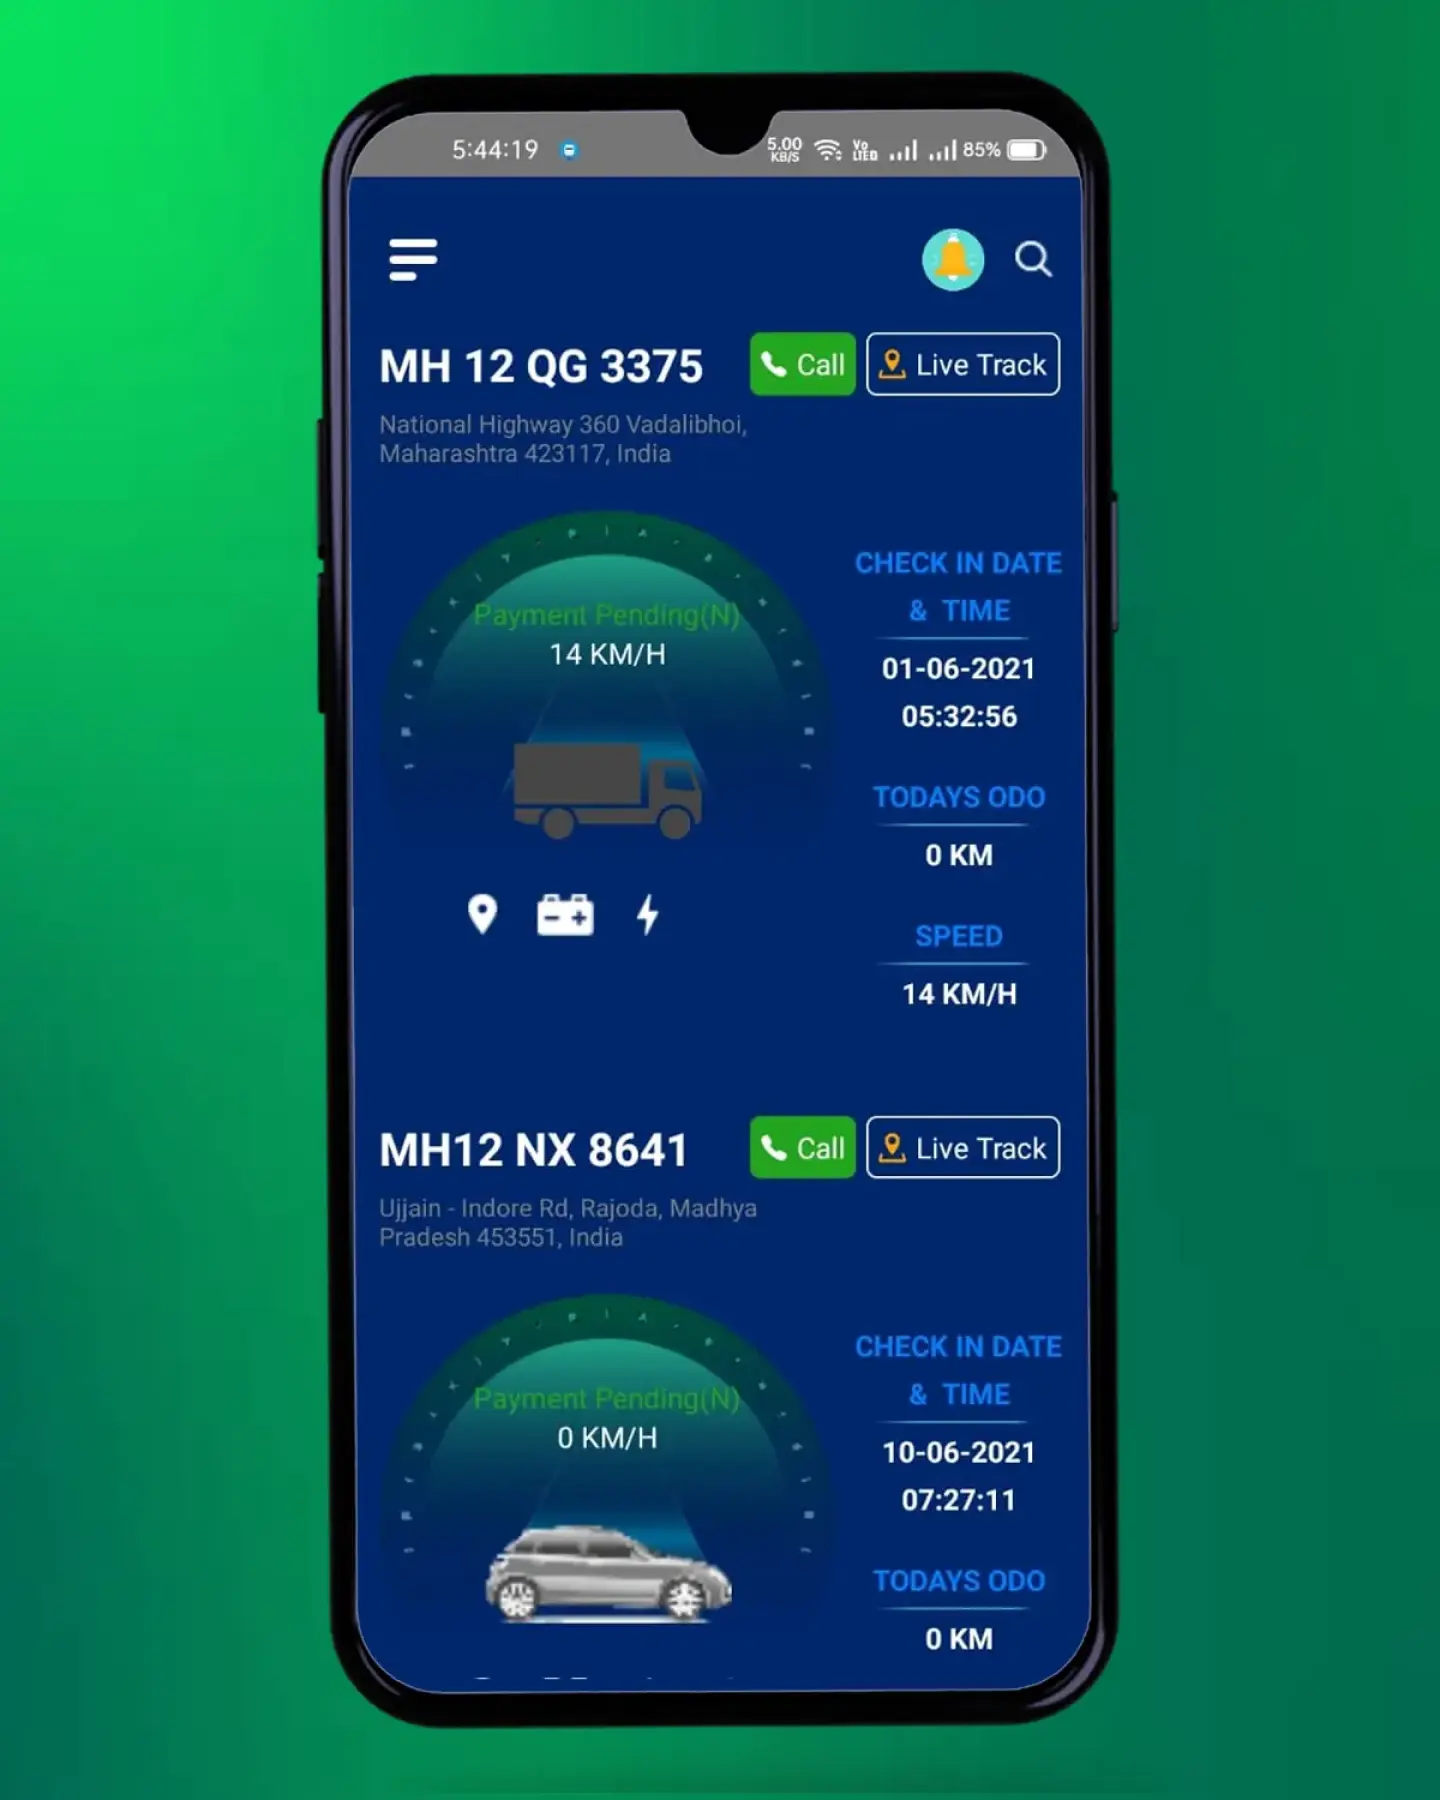 5:44:19 5.00 KB/S Vo LTED 85%
MH 12 QG 3375 Call Live Track
National Highway 360 Vadalibhoi,
Maharashtra 423117, India
Payment Pending(N)
14 KM/H
CHECK IN DATE
& TIME
01-06-2021
05:32:56
TODAYS ODO
0 KM
SPEED
14 KM/H
MH12 NX 8641 Call Live Track
Ujjain - Indore Rd, Rajoda, Madhya
Pradesh 453551, India
Payment Pending(N)
0 KM/H
CHECK IN DATE
& TIME
10-06-2021
07:27:11
TODAYS ODO
0 KM